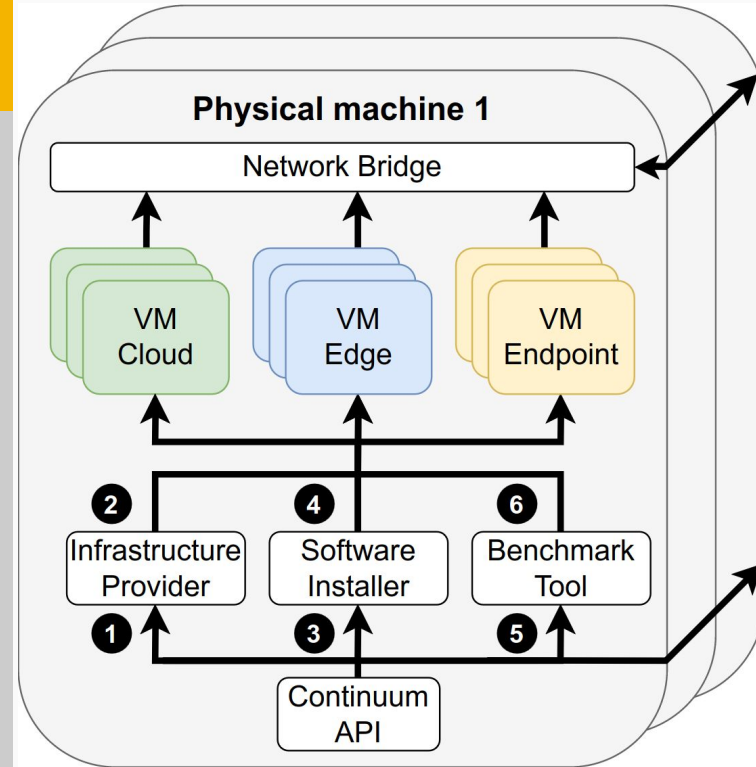 Physical machine 1
Network Bridge
VM
Cloud
VM
Edge
VM
Endpoint
2
4
6
Infrastructure
Provider
Software
Installer
Benchmark
Tool
1
3
5
Continuum
API